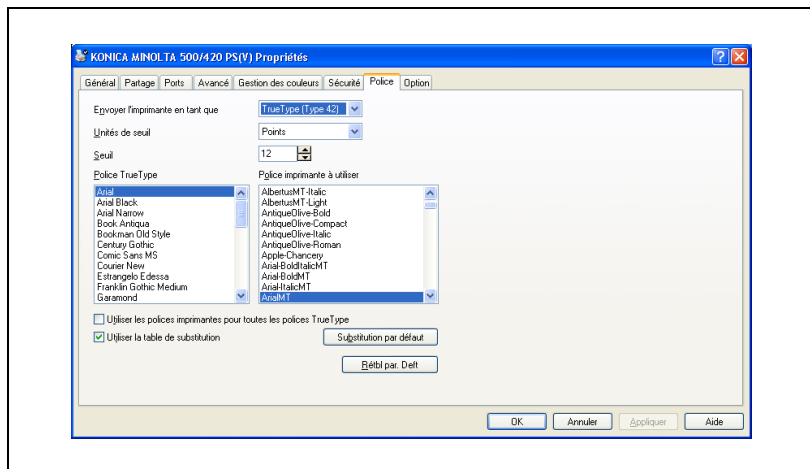 KONICA MINOLTA 500/420 PS(V) Propriétés
Général Partage Ports Avancé Gestion des couleurs Sécurité Police Option
Envoyer l'imprimante en tant que TrueType (Type 42)
Unités de seuil Points
Seuil 12
Police TrueType Police imprimante à utiliser
Arial AlbertusMT-Italic
Arial Black AlbertusMT-Light
Arial Narrow AntiqueOlive-Bold
Book Antiqua AntiqueOlive-Compact
Bookman Old Style AntiqueOlive-Italic
Century Gothic AntiqueOlive-Roman
Comic Sans MS Apple-Chancery
Courier New Arial-BoldItalicMT
Estrangelo Edessa Arial-BoldMT
Franklin Gothic Medium Arial-ItalicMT
Garamond ArialMT
Utiliser les polices imprimantes pour toutes les polices TrueType
Utiliser la table de substitution Substitution par défaut
Rétbl par. Deft
OK Annuler Appliquer Aide